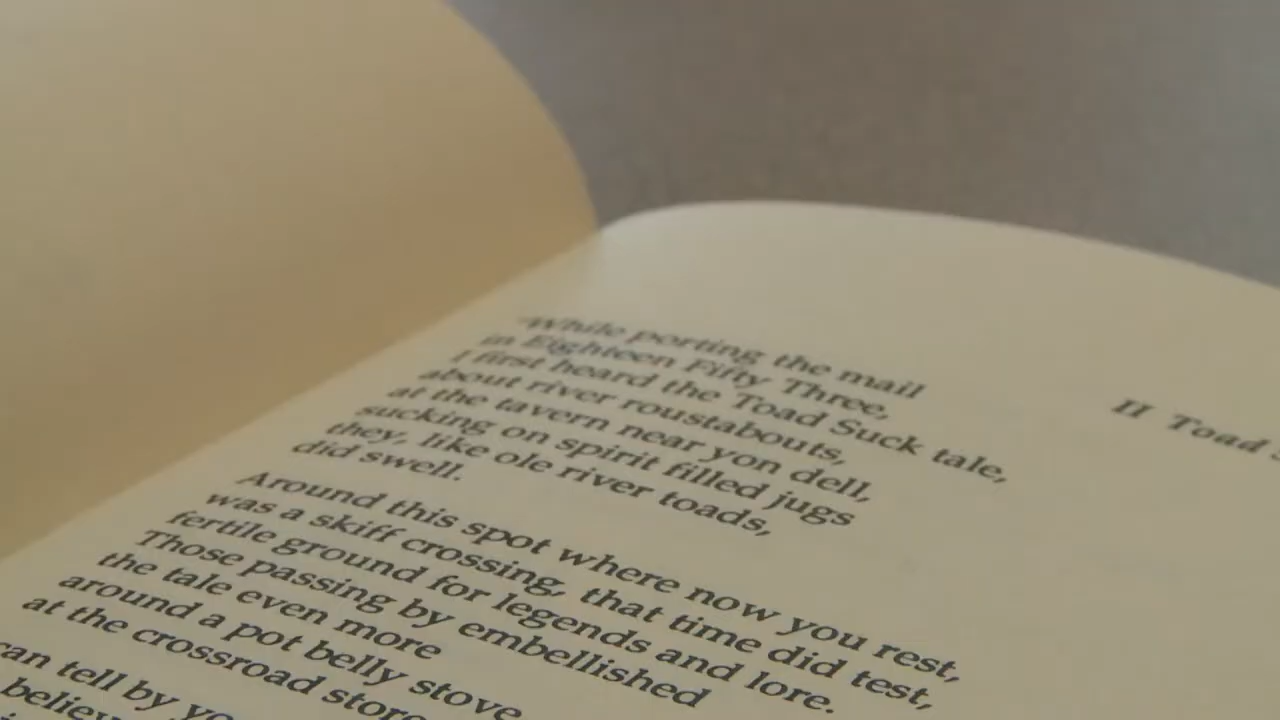 II Toad
"While porting the mail
in Eighteen Fifty Three,
I first heard the Toad Suck tale,
about river roustabouts,
at the tavern near yon dell,
sucking on spirit filled jugs
they, like ole river toads,
did swell.
Around this spot where now you rest,
was a skiff crossing, that time did test,
fertile ground for legends and lore.
Those passing by embellished
the tale even more
around a pot belly stove
at the crossroad store
can tell by